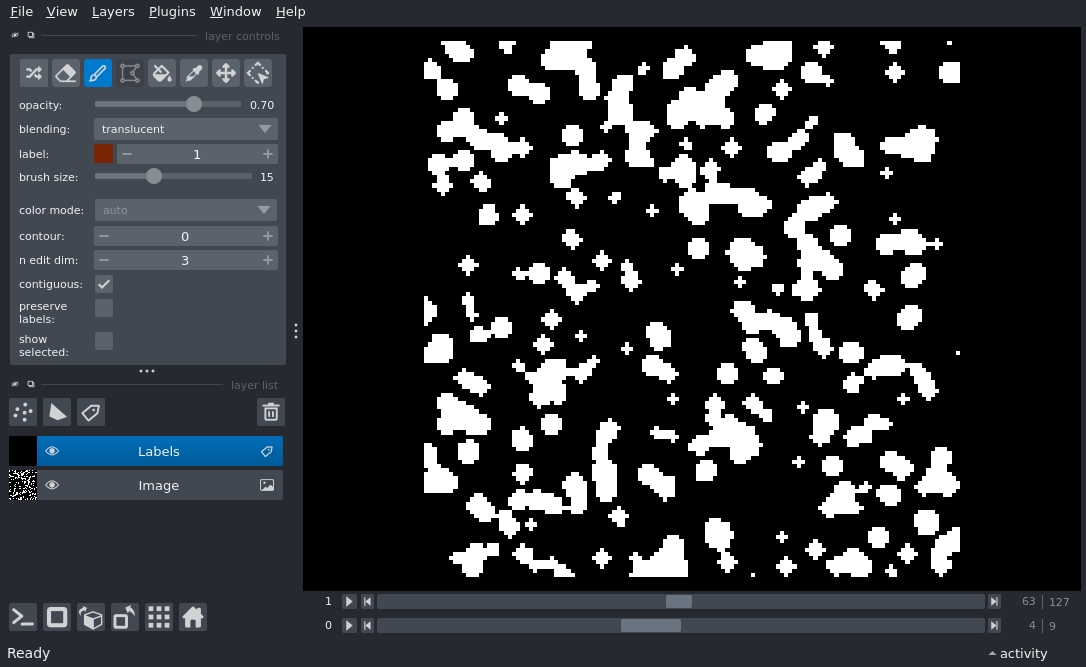 File View Layers Plugins Window Help
layer controls
opacity: 0.70
blending: translucent
label: 1
brush size: 15
color mode: auto
contour: 0
n edit dim: 3
contiguous:
preserve
labels:
show
selected:
layer list
Labels
Image
1 63 127
0 4 9
Ready activity